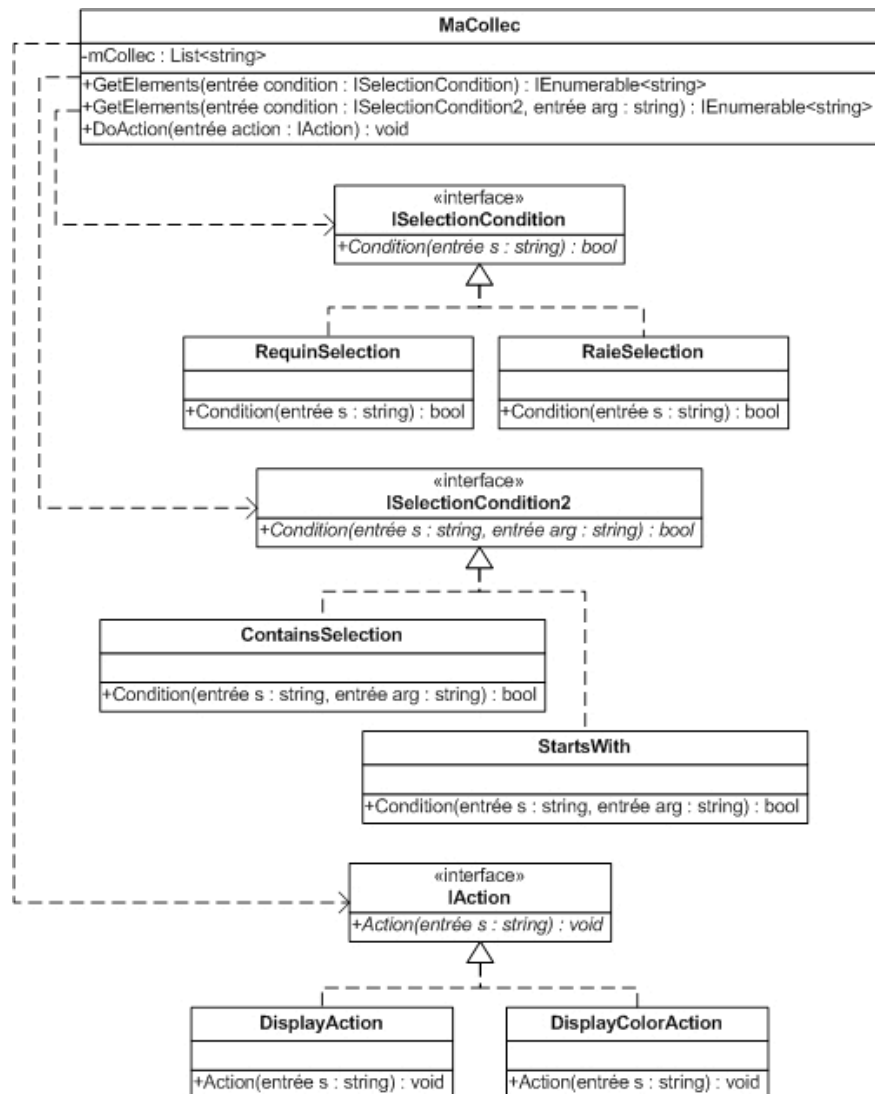 MaCollec
-mCollec : List<string>
+GetElements(entrée condition : ISelectionCondition) : IEnumerable<string>
+GetElements(entrée condition : ISelectionCondition2, entrée arg : string) : IEnumerable<string>
+DoAction(entrée action : IAction) : void
«interface»
ISelectionCondition
+Condition(entrée s : string) : bool
RequinSelection
+Condition(entrée s : string) : bool
RaieSelection
+Condition(entrée s : string) : bool
«interface»
ISelectionCondition2
+Condition(entrée s : string, entrée arg : string) : bool
ContainsSelection
+Condition(entrée s : string, entrée arg : string) : bool
StartsWith
+Condition(entrée s : string, entrée arg : string) : bool
«interface»
IAction
+Action(entrée s : string) : void
DisplayAction
+Action(entrée s : string) : void
DisplayColorAction
+Action(entrée s : string) : void